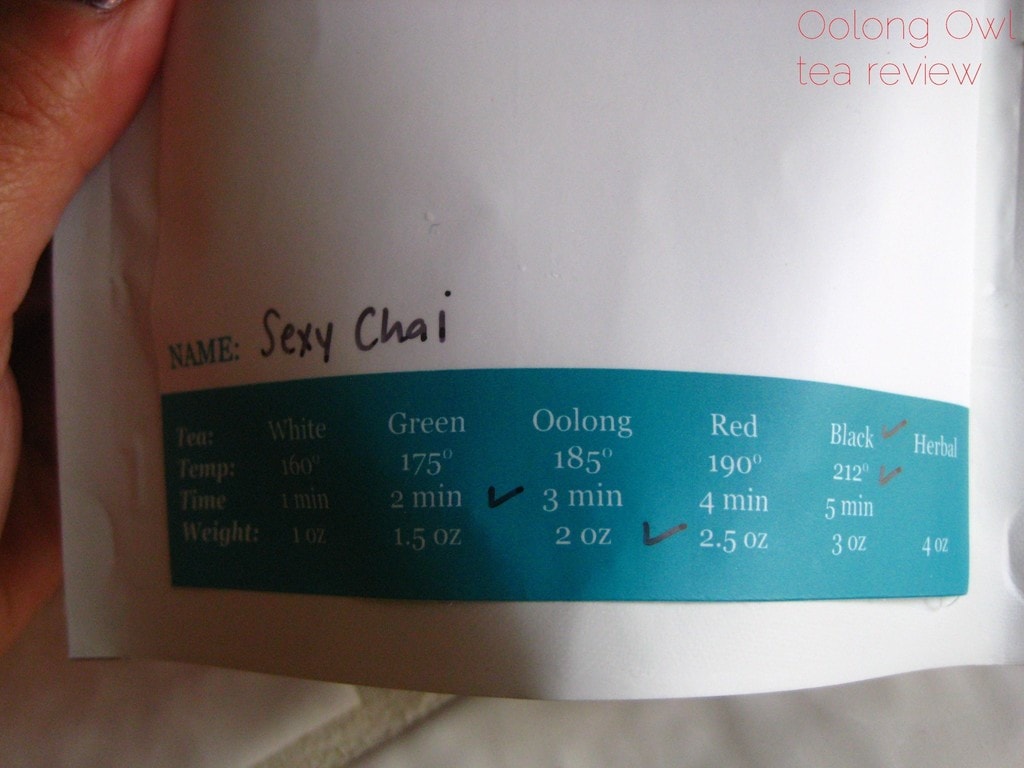 Oolong Owl
tea review
NAME: Sexy Chai
Tea: White Green Oolong Red Black ✓ Herbal
Temp: 160° 175° 185° 190° 212° ✓
Time 1 min 2 min ✓ 3 min 4 min 5 min
Weight: 1 oz 1.5 oz 2 oz ✓ 2.5 oz 3 oz 4 oz